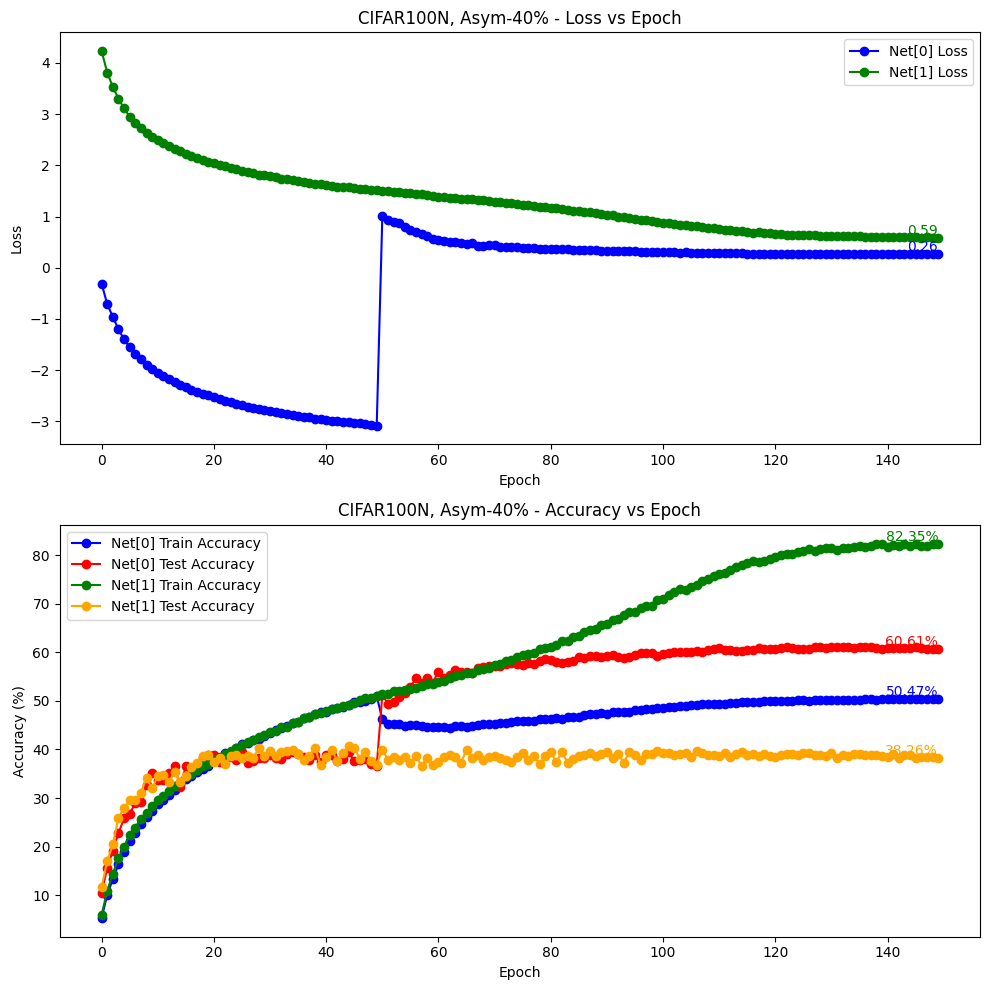 CIFAR100N, Asym-40% - Loss vs Epoch
Net[0] Loss
Net[1] Loss
4
3
2
1
0
−1
−2
−3
Loss
0.59
0.26
0 20 40 60 80 100 120 140
Epoch
CIFAR100N, Asym-40% - Accuracy vs Epoch
Net[0] Train Accuracy
Net[0] Test Accuracy
Net[1] Train Accuracy
Net[1] Test Accuracy
80
70
60
50
40
30
20
10
Accuracy (%)
82.35%
60.61%
50.47%
38.26%
0 20 40 60 80 100 120 140
Epoch